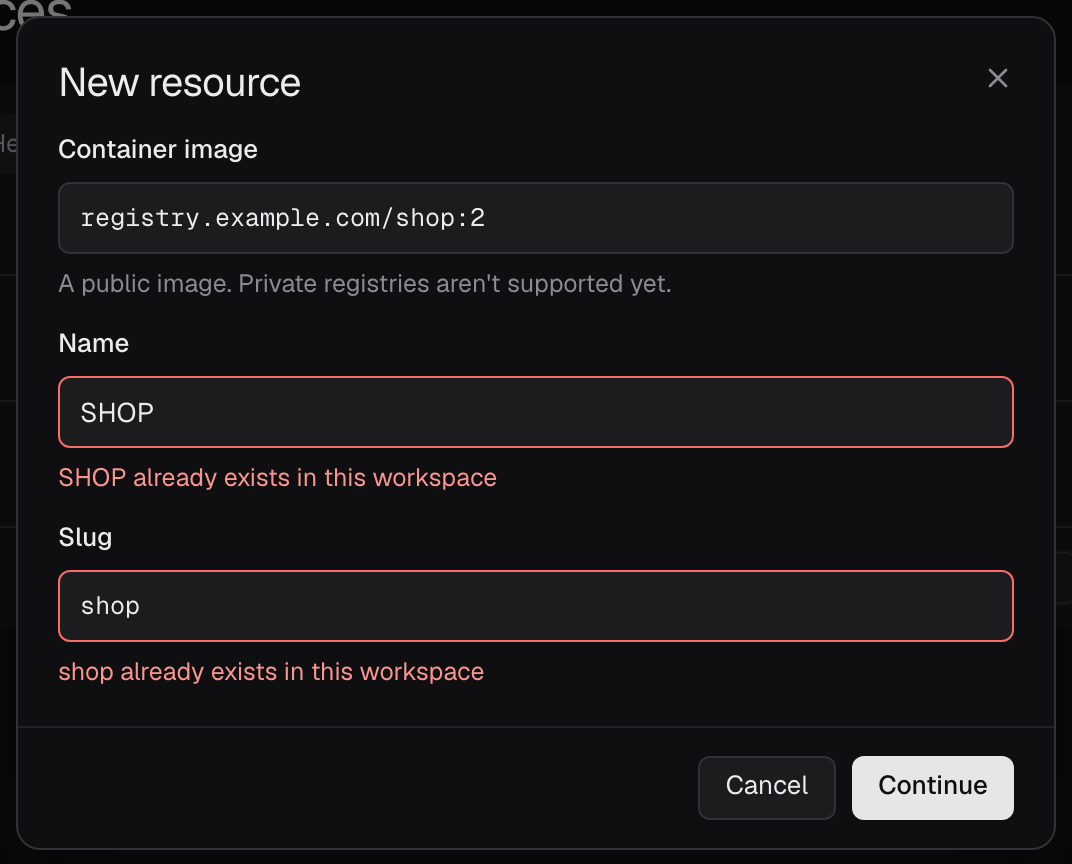 New resource
Container image
registry.example.com/shop:2
A public image. Private registries aren't supported yet.
Name
SHOP
SHOP already exists in this workspace
Slug
shop
shop already exists in this workspace
Cancel
Continue